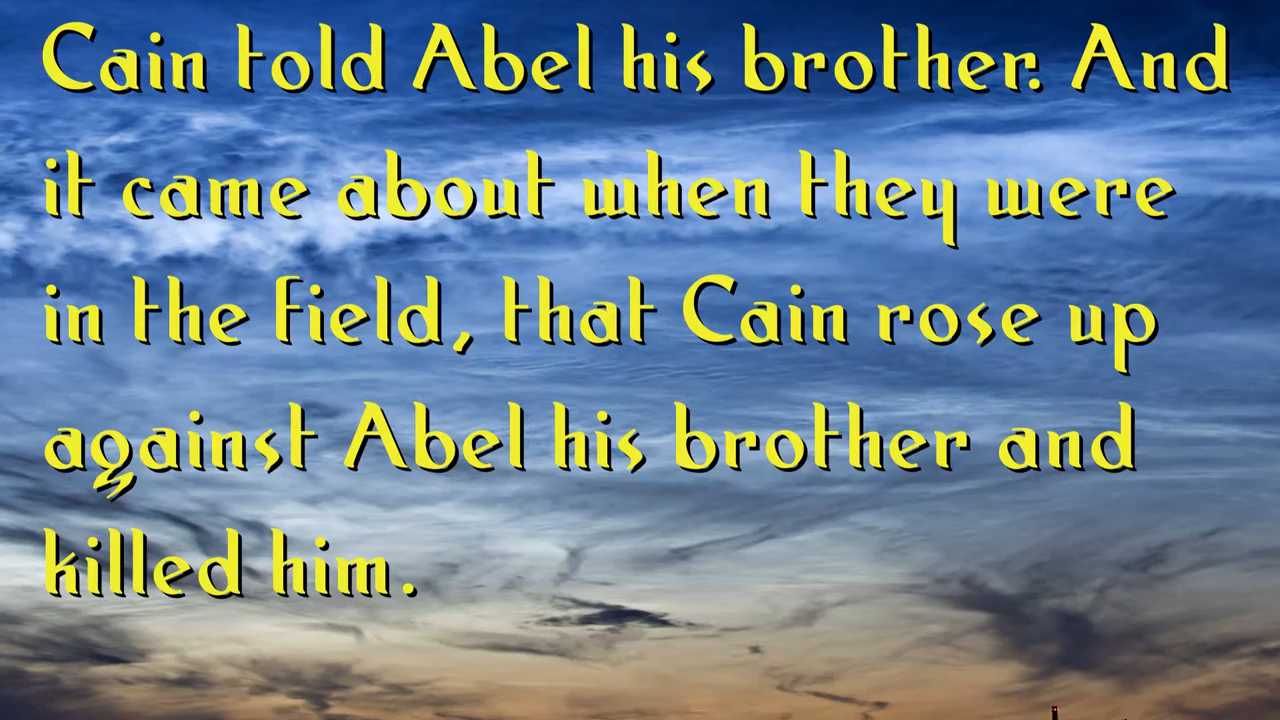 Cain told Abel his brother. And
it came about when they were
in the field, that Cain rose up
against Abel his brother and
killed him.